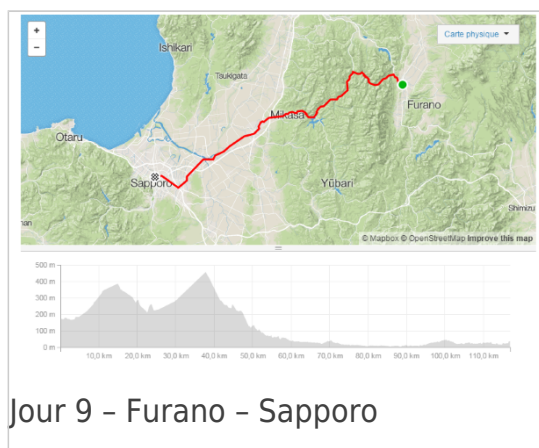 +
Carte physique
−
Ishikari
Tsukigata
Mikasa
Furano
Otaru
Sapporo
Yūbari
Shimizu
nan
© Mapbox © OpenStreetMap Improve this map
500 m
400 m
300 m
200 m
100 m
0 m
10,0 km 20,0 km 30,0 km 40,0 km 50,0 km 60,0 km 70,0 km 80,0 km 90,0 km 100,0 km 110,0 km
Jour 9 – Furano – Sapporo